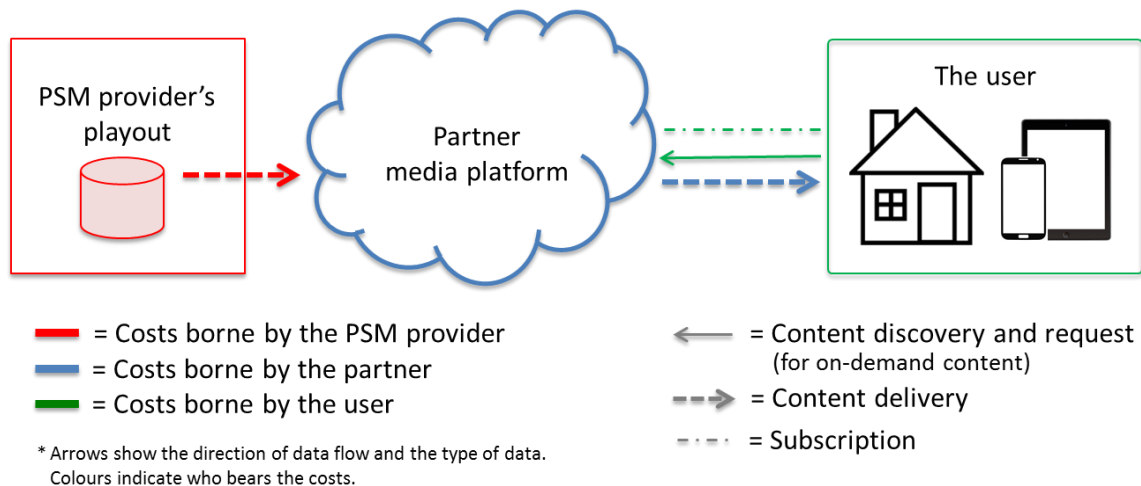 PSM provider’s
playout
Partner
media platform
The user
= Costs borne by the PSM provider
= Costs borne by the partner
= Costs borne by the user
* Arrows show the direction of data flow and the type of data.
Colours indicate who bears the costs.
= Content discovery and request
(for on-demand content)
= Content delivery
= Subscription